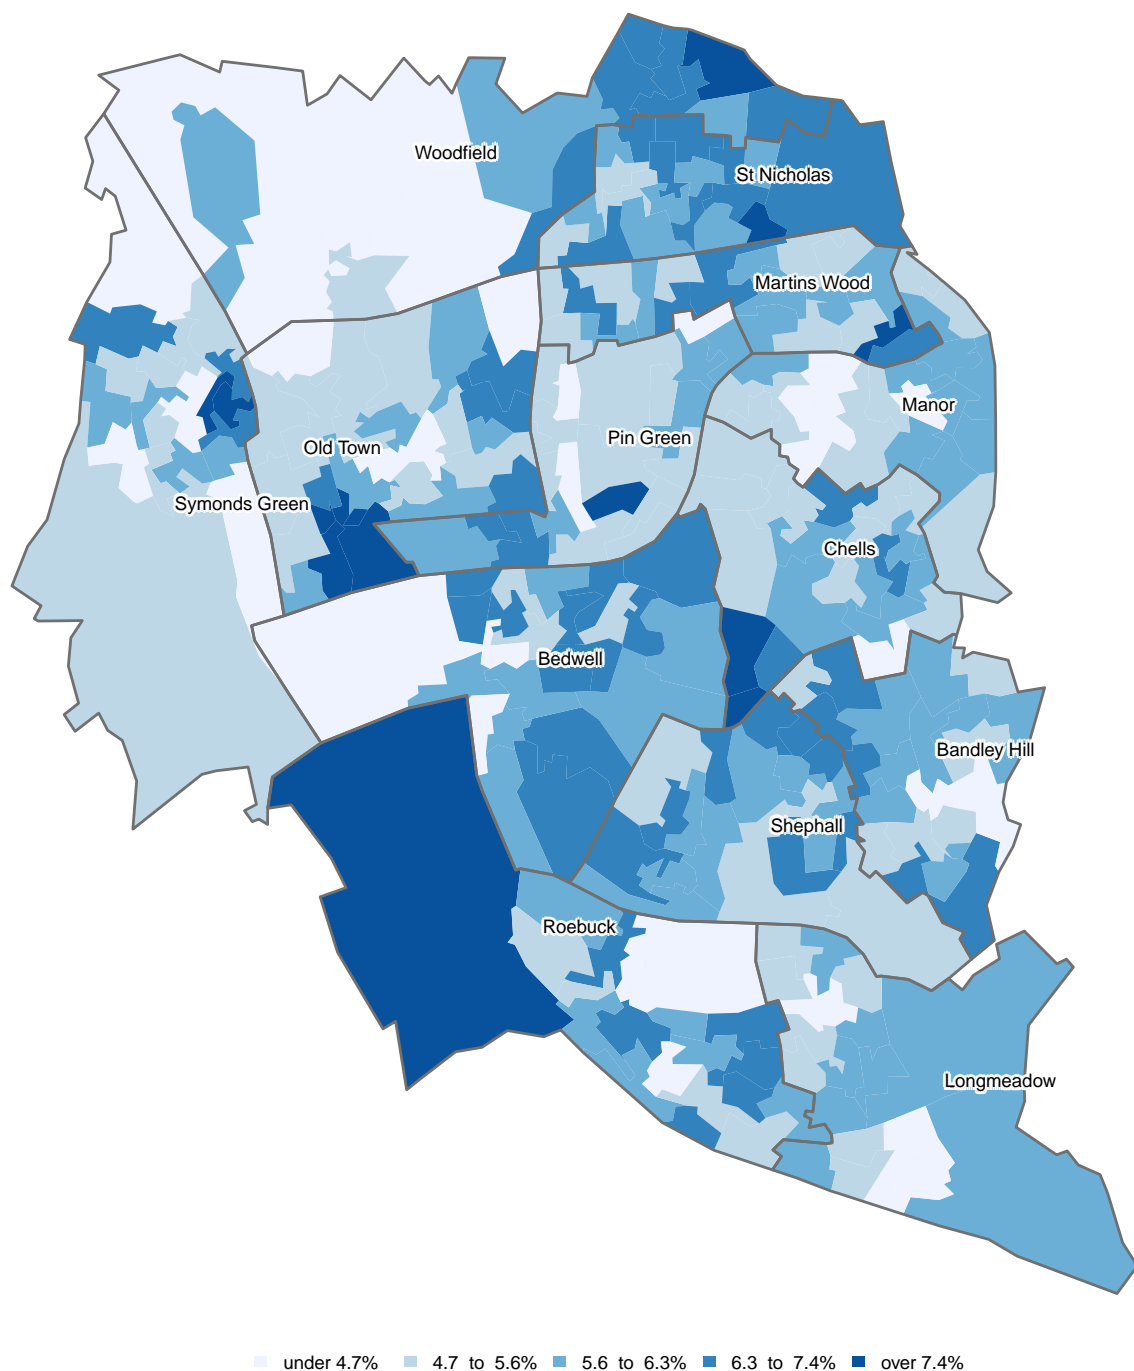 Woodfield
St Nicholas
Martins Wood
Manor
Pin Green
Old Town
Symonds Green
Chells
Bedwell
Bandley Hill
Shephall
Roebuck
Longmeadow
under 4.7% 4.7 to 5.6% 5.6 to 6.3% 6.3 to 7.4% over 7.4%